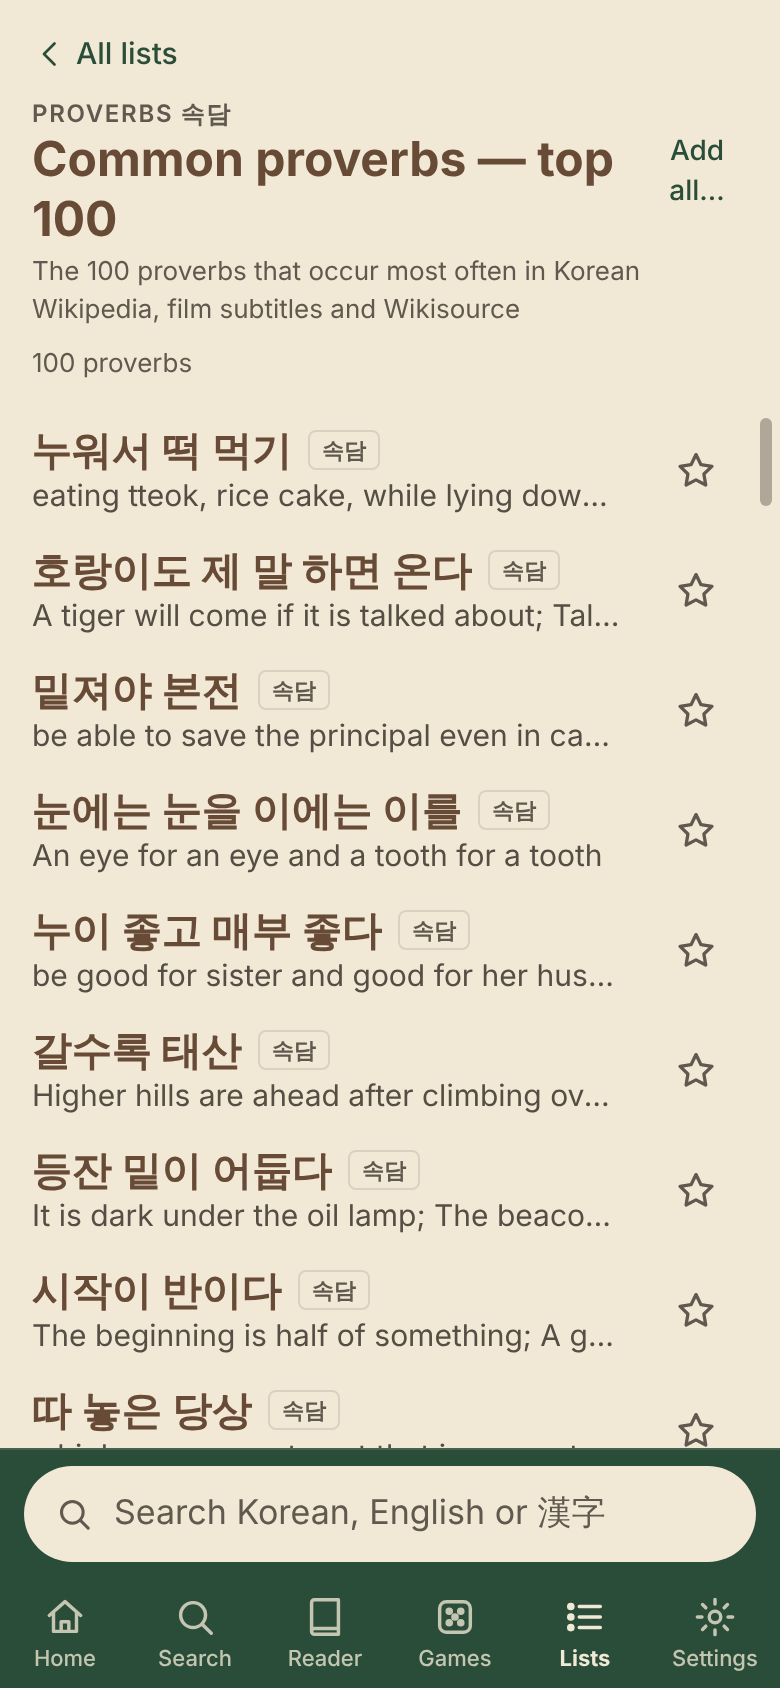 All lists
PROVERBS 속담
Common proverbs — top
100
Add
all...
The 100 proverbs that occur most often in Korean
Wikipedia, film subtitles and Wikisource
100 proverbs
누워서 떡 먹기 속담
eating tteok, rice cake, while lying dow...
호랑이도 제 말 하면 온다 속담
A tiger will come if it is talked about; Tal...
밑져야 본전 속담
be able to save the principal even in ca...
눈에는 눈을 이에는 이를 속담
An eye for an eye and a tooth for a tooth
누이 좋고 매부 좋다 속담
be good for sister and good for her hus...
갈수록 태산 속담
Higher hills are ahead after climbing ov...
등잔 밑이 어둡다 속담
It is dark under the oil lamp; The beaco...
시작이 반이다 속담
The beginning is half of something; A g...
따 놓은 당상 속담
Search Korean, English or 漢字
Home
Search
Reader
Games
Lists
Settings